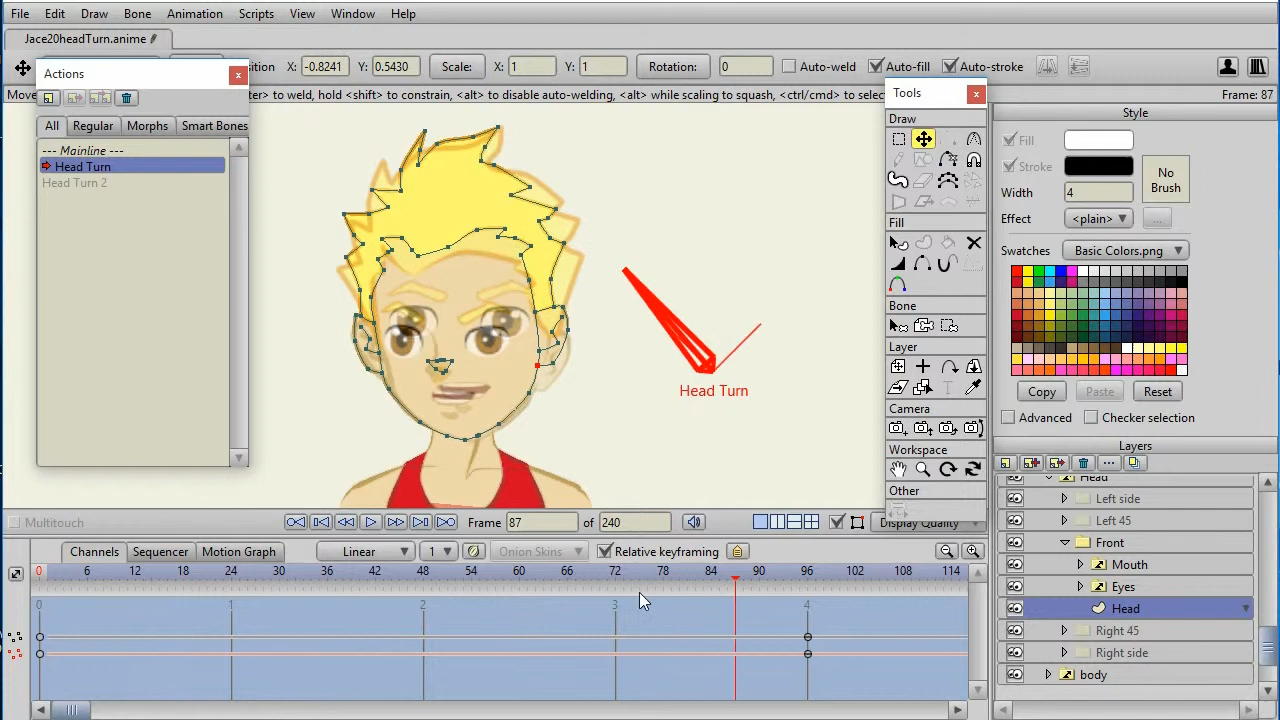 File Edit Draw Bone Animation Scripts View Window Help
Jace20headTurn.anime
X: -0.8241 Y: 0.5430 Scale: X: 1 Y: 1 Rotation: 0 Auto-weld Auto-fill Auto-stroke
Actions
to weld, hold <shift> to constrain, <alt> to disable auto-welding, <alt> while scaling to squash, <ctrl/cmd> to selec
Frame: 87
All Regular Morphs Smart Bones
--- Mainline ---
Head Turn
Head Turn 2
Head Turn
Tools
Draw
Fill
Bone
Layer
Camera
Workspace
Other
Style
Fill
Stroke
Width 4
No
Brush
Effect <plain> ...
Swatches Basic Colors.png
Copy Paste Reset
Advanced Checker selection
Layers
Head
Left side
Left 45
Front
Mouth
Eyes
Head
Right 45
Right side
body
Multitouch Frame 87 of 240 Display Quality
Channels Sequencer Motion Graph Linear 1 Onion Skins Relative keyframing
0 6 12 18 24 30 36 42 48 54 60 66 72 78 84 90 96 102 108 114
0 1 2 3 4